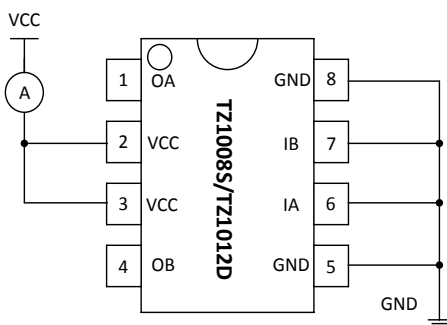 VCC
A
1 OA GND 8
2 VCC IB 7
3 VCC IA 6
4 OB GND 5
TZ1008S/TZ1012D
GND